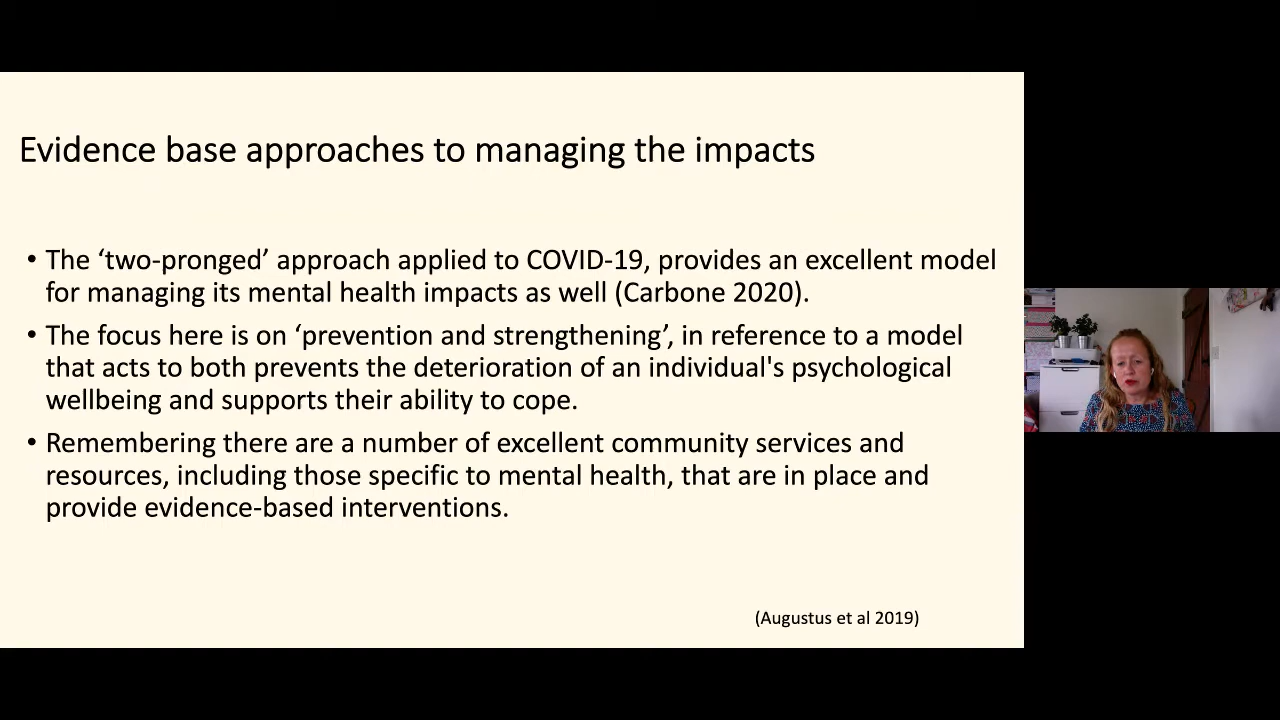 Evidence base approaches to managing the impacts
• The ‘two-pronged’ approach applied to COVID-19, provides an excellent model
for managing its mental health impacts as well (Carbone 2020).
• The focus here is on ‘prevention and strengthening’, in reference to a model
that acts to both prevents the deterioration of an individual's psychological
wellbeing and supports their ability to cope.
• Remembering there are a number of excellent community services and
resources, including those specific to mental health, that are in place and
provide evidence-based interventions.
(Augustus et al 2019)